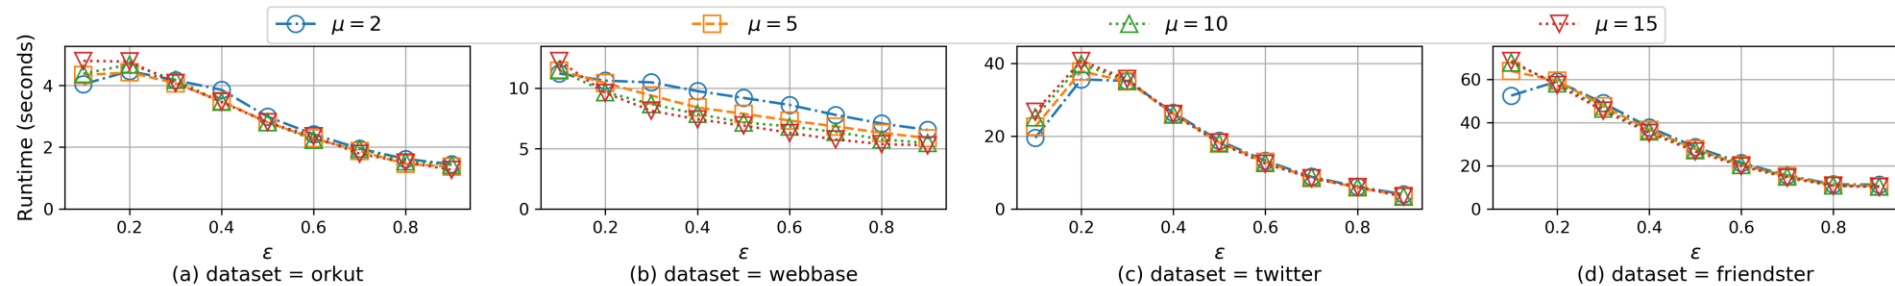 μ = 2 μ = 5 μ = 10 μ = 15
Runtime (seconds)
4
2
0
0.2 0.4 0.6 0.8
ε
(a) dataset = orkut
10
5
0
0.2 0.4 0.6 0.8
ε
(b) dataset = webbase
40
20
0
0.2 0.4 0.6 0.8
ε
(c) dataset = twitter
60
40
20
0
0.2 0.4 0.6 0.8
ε
(d) dataset = friendster